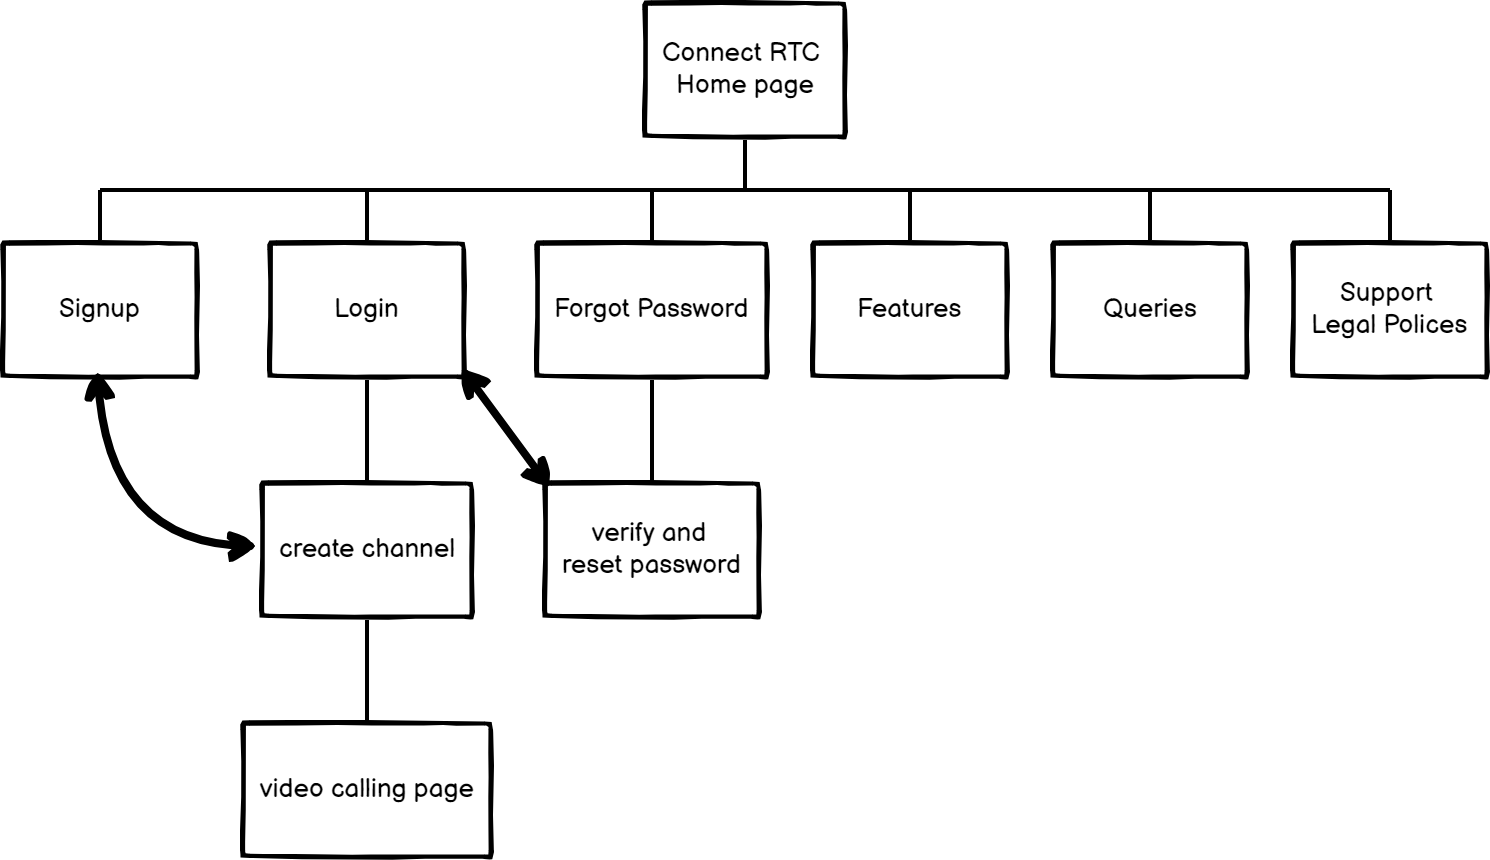 Connect RTC
Home page
Signup
Login
Forgot Password
Features
Queries
Support
Legal Polices
create channel
verify and
reset password
video calling page